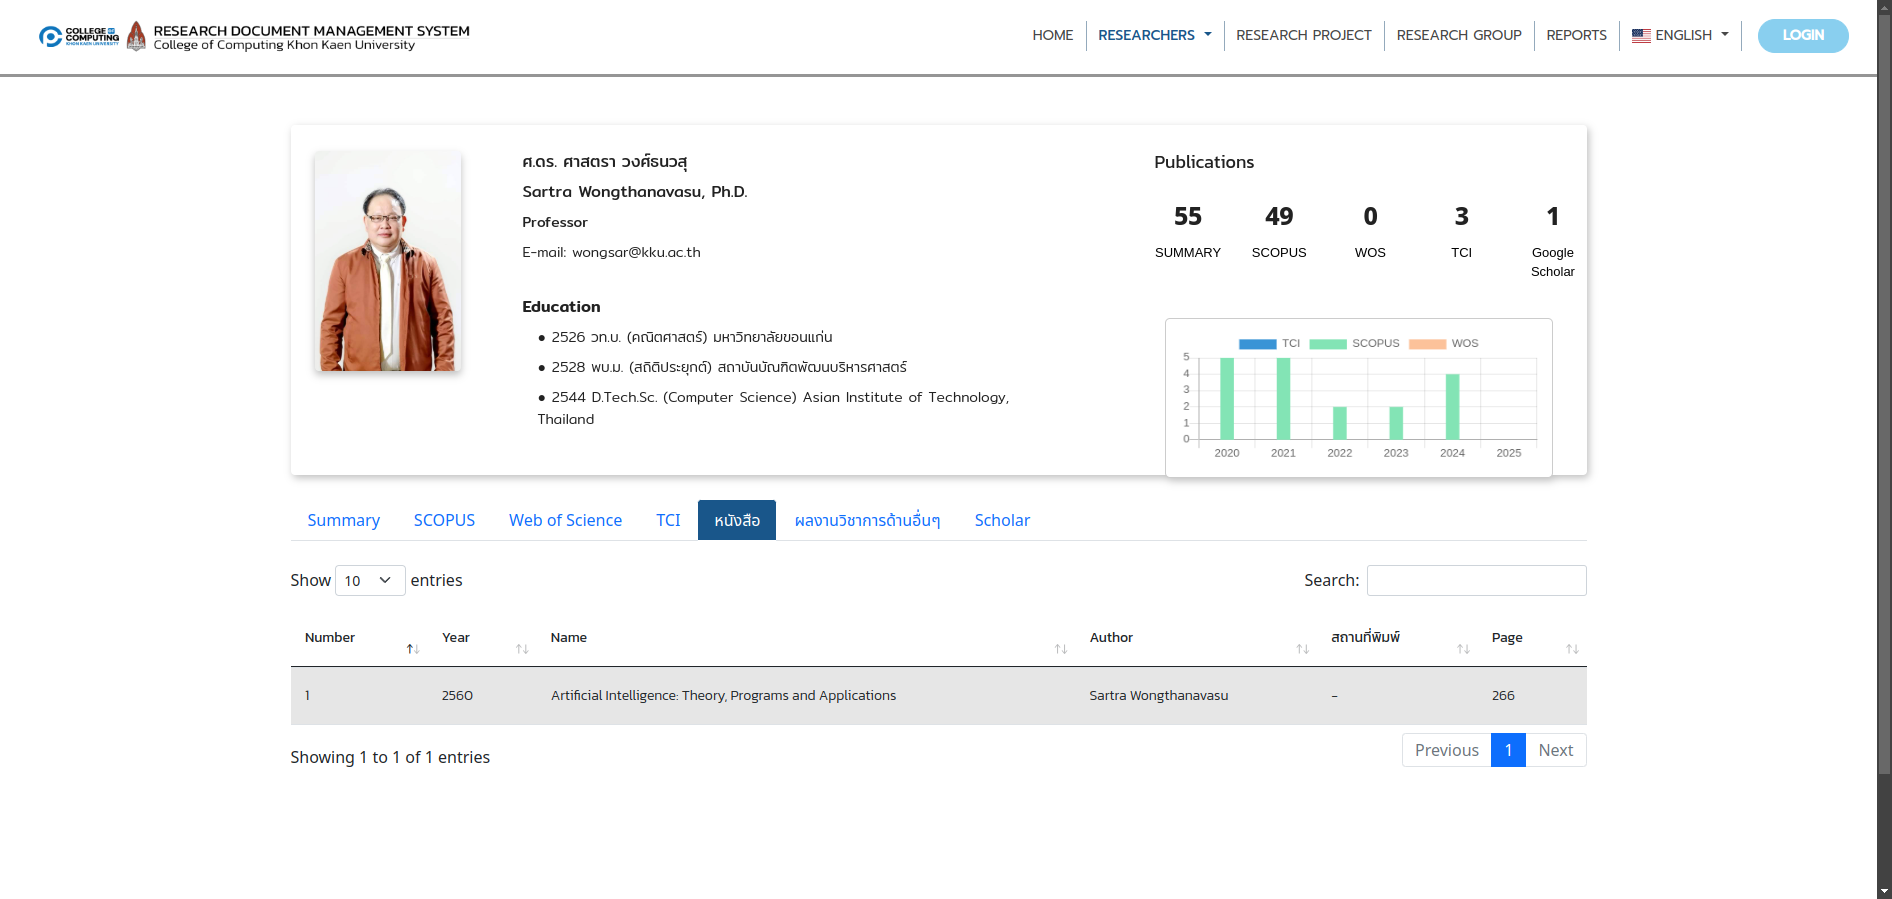 COLLEGE OF
COMPUTING
KHON KAEN UNIVERSITY
RESEARCH DOCUMENT MANAGEMENT SYSTEM
College of Computing Khon Kaen University
HOME
RESEARCHERS
RESEARCH PROJECT
RESEARCH GROUP
REPORTS
ENGLISH
LOGIN
ศ.ดร. ศาสตรา วงศ์ธนวสุ
Sartra Wongthanavasu, Ph.D.
Professor
E-mail: wongsar@kku.ac.th
Education
● 2526 วท.บ. (คณิตศาสตร์) มหาวิทยาลัยขอนแก่น
● 2528 พบ.ม. (สถิติประยุกต์) สถาบันบัณฑิตพัฒนบริหารศาสตร์
● 2544 D.Tech.Sc. (Computer Science) Asian Institute of Technology,
Thailand
Publications
55 49 0 3 1
SUMMARY SCOPUS WOS TCI Google
Scholar
TCI SCOPUS WOS
5
4
3
2
1
0
2020 2021 2022 2023 2024 2025
Summary SCOPUS Web of Science TCI หนังสือ ผลงานวิชาการด้านอื่นๆ Scholar
Show 10 entries Search:
Number Year Name Author สถานที่พิมพ์ Page
1 2560 Artificial Intelligence: Theory, Programs and Applications Sartra Wongthanavasu - 266
Showing 1 to 1 of 1 entries
Previous 1 Next